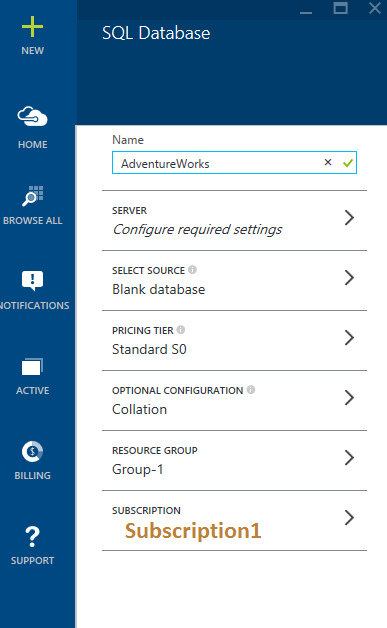 SQL Database
NEW
HOME
BROWSE ALL
NOTIFICATIONS
ACTIVE
BILLING
SUPPORT
Name
AdventureWorks
SERVER
Configure required settings
SELECT SOURCE
Blank database
PRICING TIER
Standard S0
OPTIONAL CONFIGURATION
Collation
RESOURCE GROUP
Group-1
SUBSCRIPTION
Subscription1